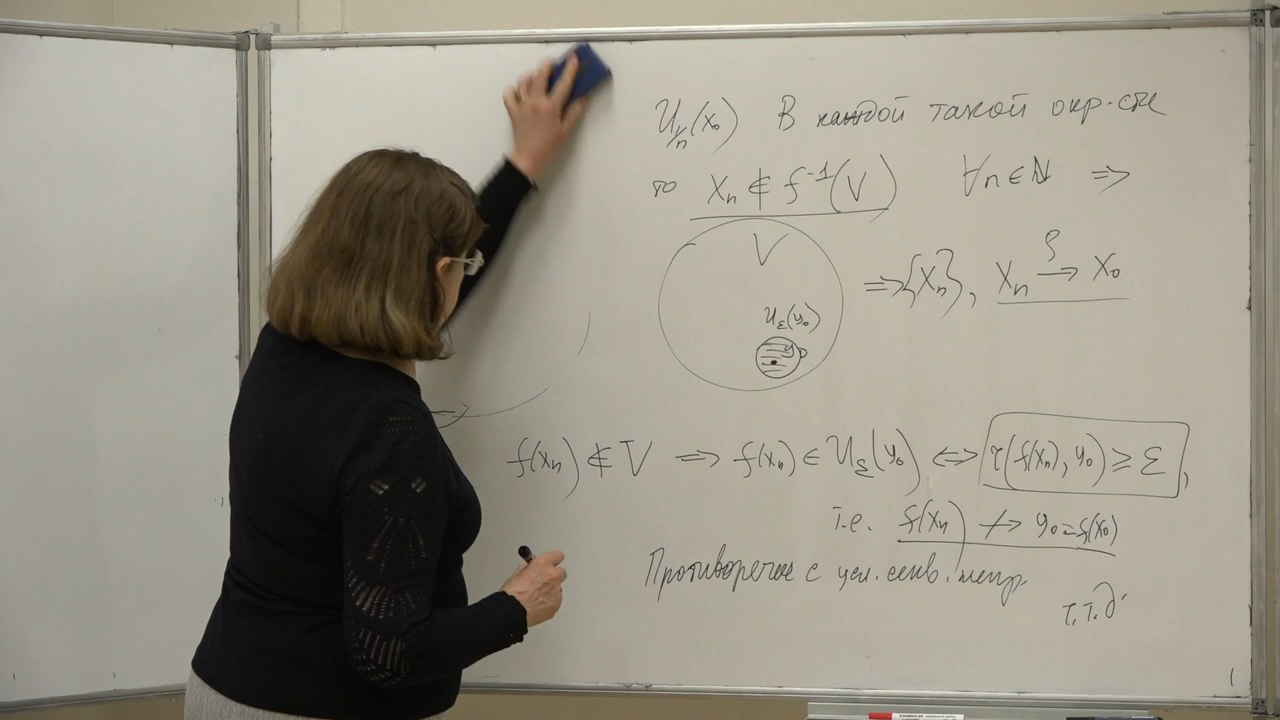 U_{1/n}(x₀) В каждой такой окр-сти
то x_n ∉ f⁻¹(V) ∀n∈ℕ ⇒
V
U_ε(y₀)
y₀
⇒{x_n}, x_n →^ρ x₀
f(x_n) ∉ V ⇒ f(x_n) ∈ U_ε(y₀) ⇔ τ(f(x_n), y₀) ⩾ ε,
т.е. f(x_n) ↛ y₀=f(x₀)
Противоречие с усл. секв. непр.
ч.т.д.